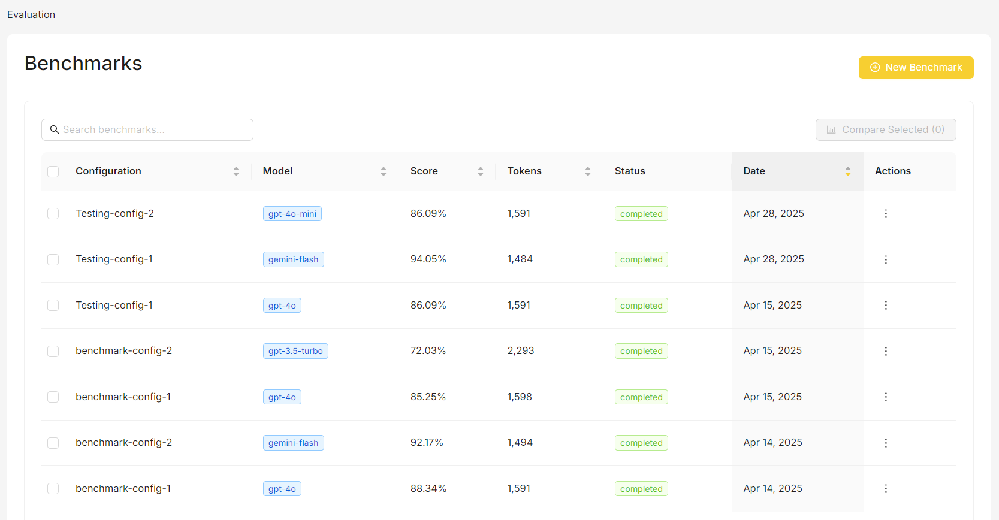 Evaluation
Benchmarks
New Benchmark
Search benchmarks...
Compare Selected (0)
Configuration Model Score Tokens Status Date Actions
Testing-config-2 gpt-4o-mini 86.09% 1,591 completed Apr 28, 2025
Testing-config-1 gemini-flash 94.05% 1,484 completed Apr 28, 2025
Testing-config-1 gpt-4o 86.09% 1,591 completed Apr 15, 2025
benchmark-config-2 gpt-3.5-turbo 72.03% 2,293 completed Apr 15, 2025
benchmark-config-1 gpt-4o 85.25% 1,598 completed Apr 15, 2025
benchmark-config-2 gemini-flash 92.17% 1,494 completed Apr 14, 2025
benchmark-config-1 gpt-4o 88.34% 1,591 completed Apr 14, 2025